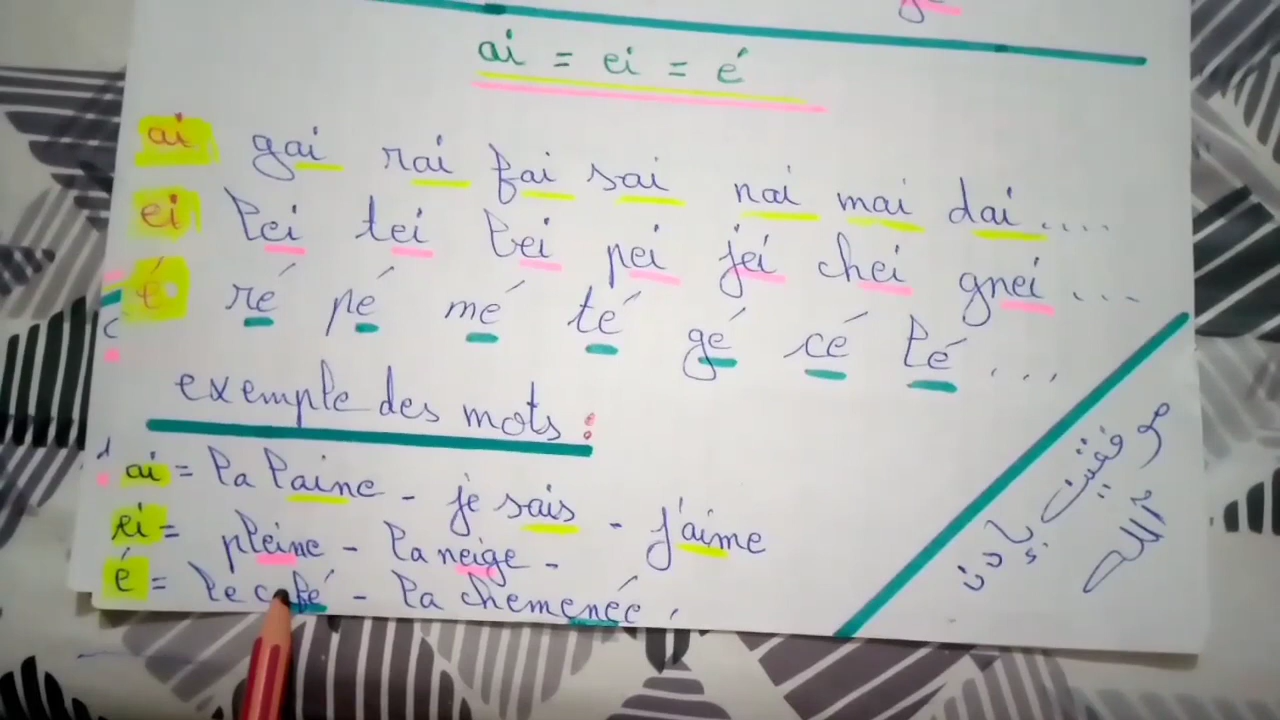 ai = ei = é
ai gai rai fai sai nai mai dai ....
ei lei tei bei pei jei chei gnei ...
é ré pé mé té gé cé lé ...
exemple des mots :
ai = la laine - je sais - j'aime
ei = pleine - la neige -
é = le café - la chemenée .
موفقين بإذن
الله